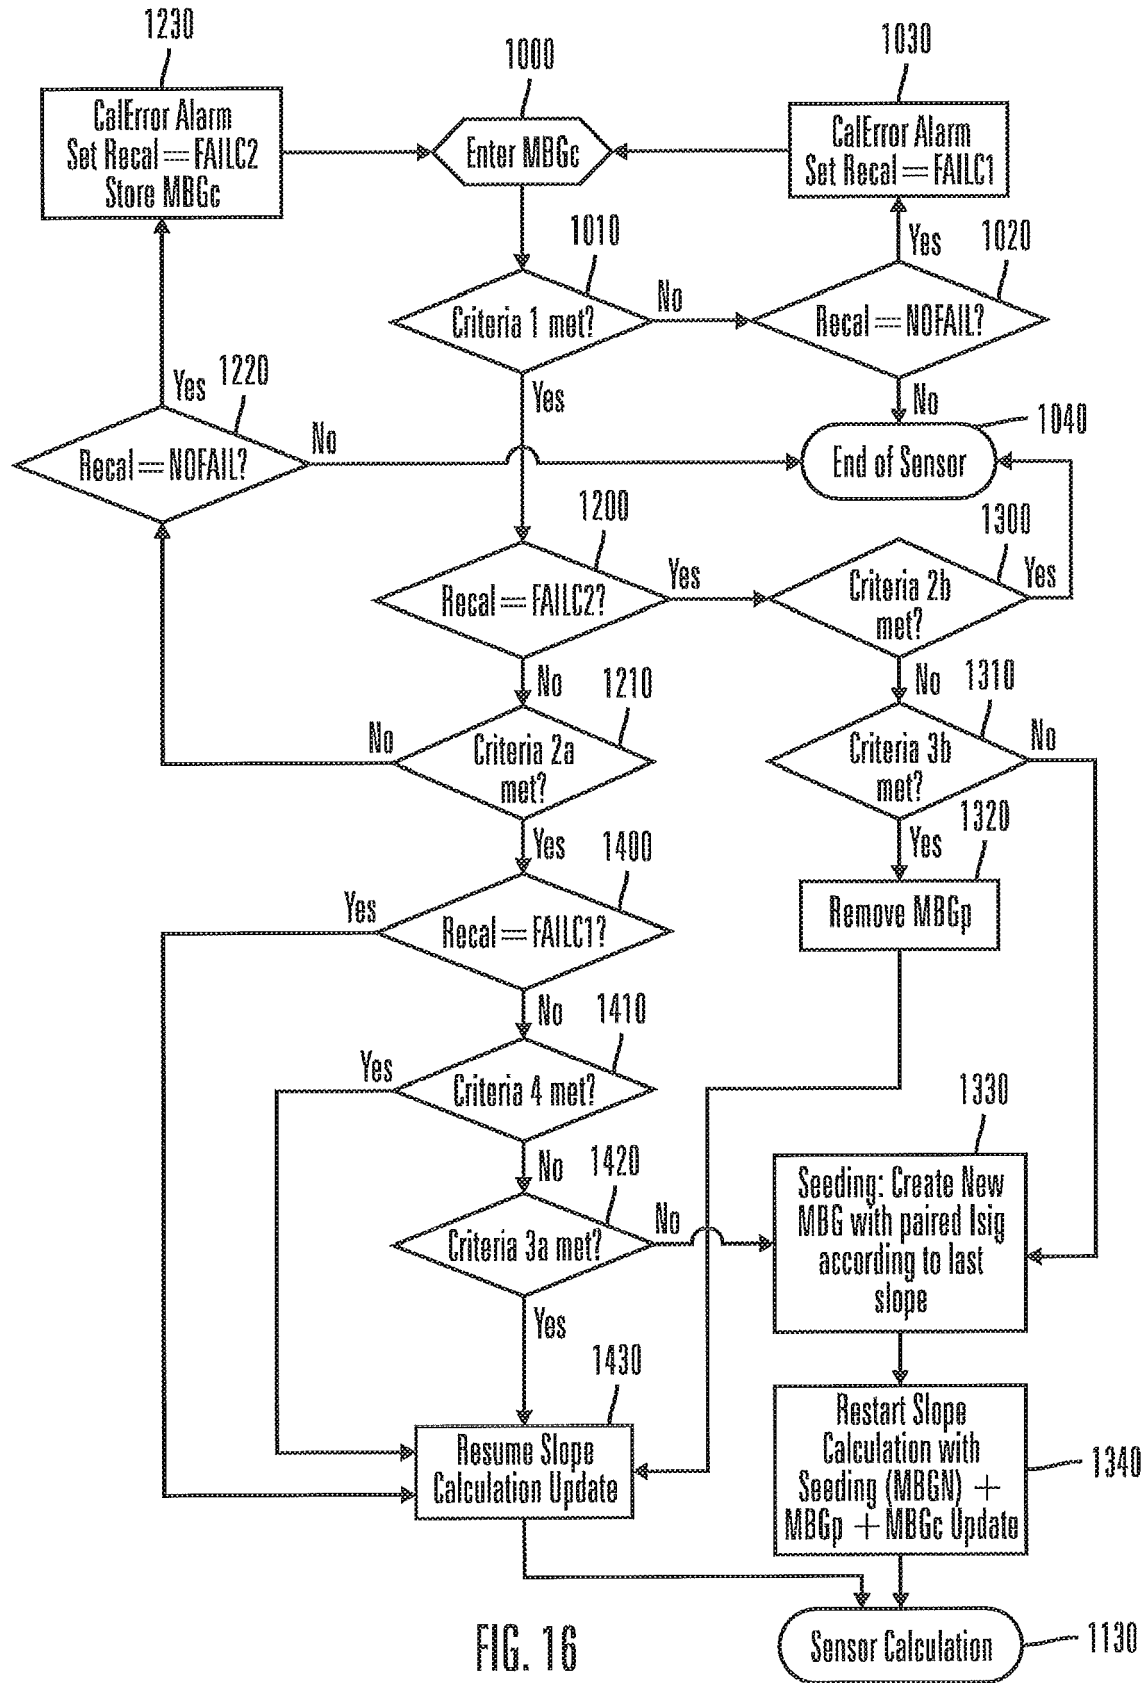 1230
1000
1030
CalError Alarm
Set Recal == FAILC2
Store MBGc
Enter MBGc
CalError Alarm
Set Recal == FAILC1
1010
Yes
1020
Criteria 1 met?
No
Recal == NOFAIL?
Yes
1220
Yes
No
1040
Recal == NOFAIL?
No
End of Sensor
1200
1300
Recal == FAILC2?
Yes
Criteria 2b
met?
Yes
No
1210
No
1310
No
Criteria 2a
met?
Criteria 3b
met?
No
Yes
1400
Yes
1320
Yes
Recal == FAILC1?
Remove MBGp
No
1410
Yes
Criteria 4 met?
1330
No
1420
Criteria 3a met?
No
Seeding: Create New
MBG with paired Isig
according to last
slope
Yes
1430
Resume Slope
Calculation Update
Restart Slope
Calculation with
Seeding (MBGN) +
MBGp + MBGc Update
1340
FIG. 16
Sensor Calculation
1130